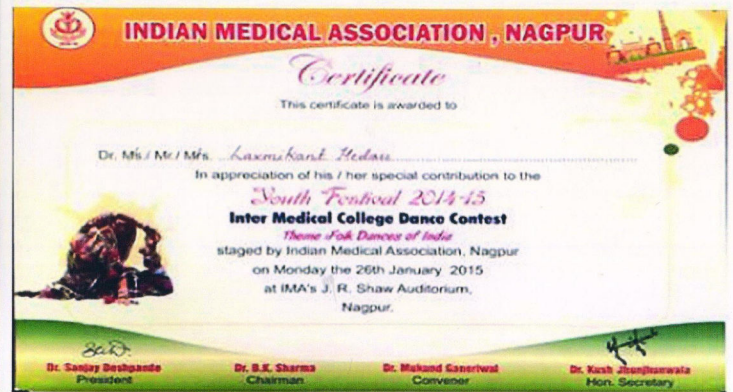 INDIAN MEDICAL ASSOCIATION , NAGPUR
Certificate
This certificate is awarded to
Dr. Ms / Mr. / Mrs. Laxmikant
In appreciation of his / her special contribution to the
Youth Festival 2014-15
Inter Medical College Dance Contest
Theme :Folk Dances of India
staged by Indian Medical Association, Nagpur
on Monday the 26th January 2015
at IMA's J. R. Shaw Auditorium,
Nagpur.
Dr. Sanjay Deshpande Dr. B.K. Sharma Dr. Mukand Ganeriwal Dr. Kush Jhunjhunwala
President Chairman Convener Hon. Secretary